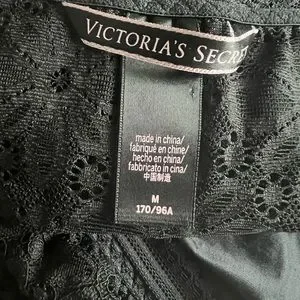 VICTORIA'S SECRET
made in china/
fabriqué en chine/
hecho en china/
fabbricato in cina/
中国制造
M
170/96A